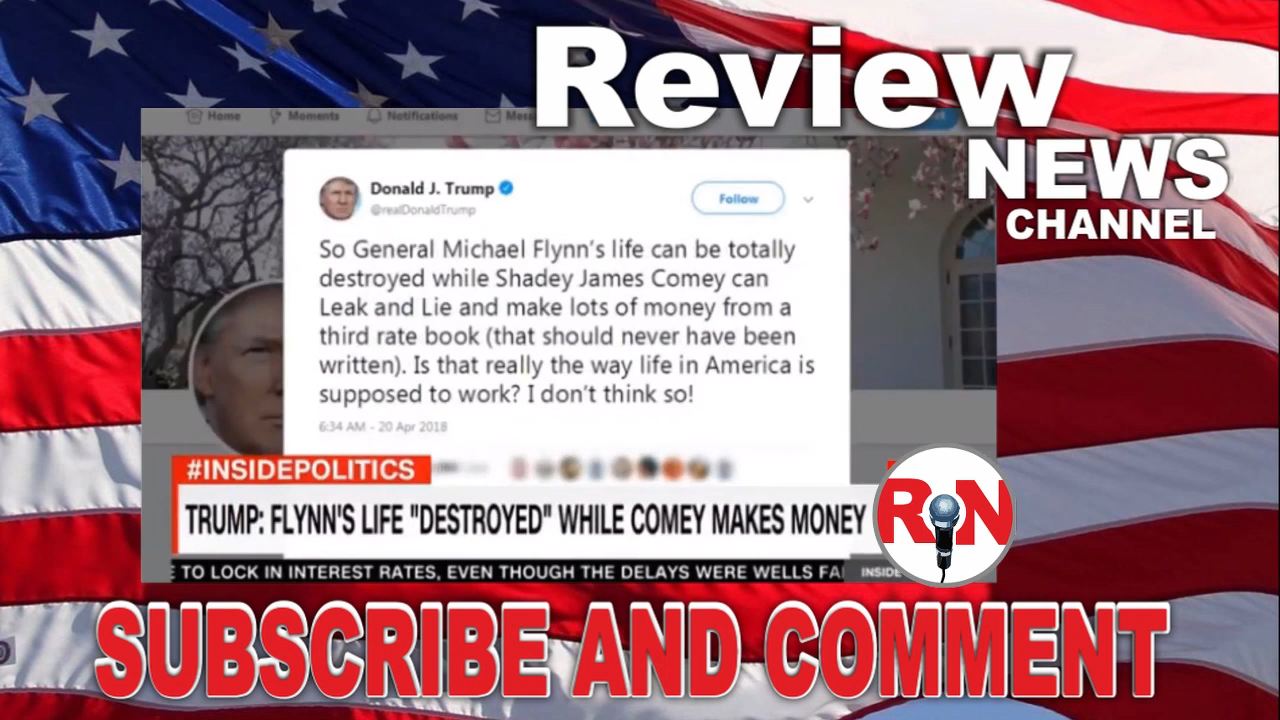 Review
NEWS
CHANNEL
Home Moments Notifications
Donald J. Trump
@realDonaldTrump
Follow
So General Michael Flynn's life can be totally
destroyed while Shadey James Comey can
Leak and Lie and make lots of money from a
third rate book (that should never have been
written). Is that really the way life in America is
supposed to work? I don't think so!
6:34 AM - 20 Apr 2018
#INSIDEPOLITICS
TRUMP: FLYNN'S LIFE "DESTROYED" WHILE COMEY MAKES MONEY
RN
TO LOCK IN INTEREST RATES, EVEN THOUGH THE DELAYS WERE WELLS FA INSIDE
SUBSCRIBE AND COMMENT